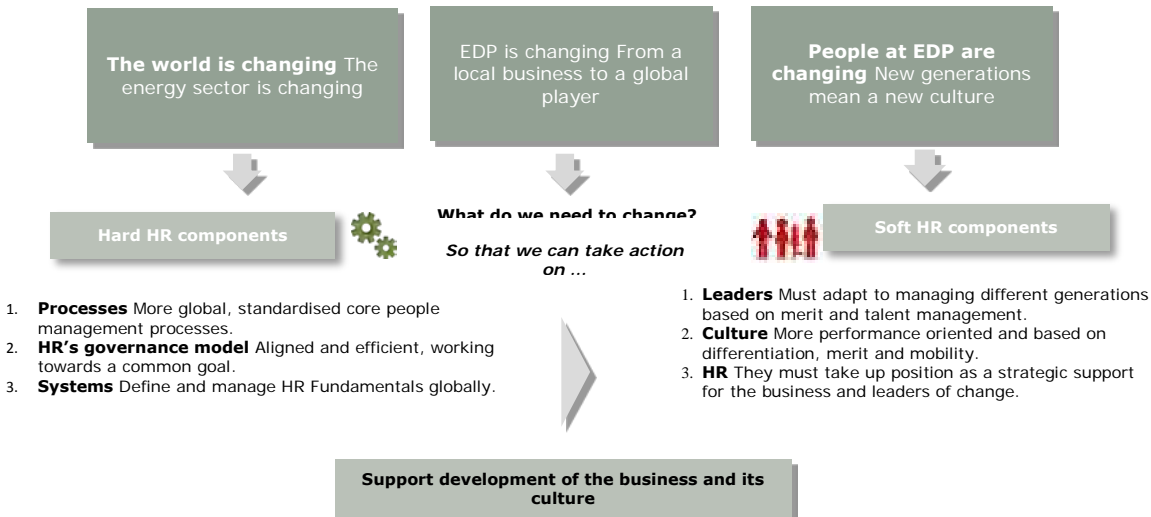 The world is changing The
energy sector is changing
EDP is changing From a
local business to a global
player
People at EDP are
changing New generations
mean a new culture
Hard HR components
What do we need to change?
So that we can take action
on ...
Soft HR components
1. Processes More global, standardised core people
management processes.
2. HR's governance model Aligned and efficient, working
towards a common goal.
3. Systems Define and manage HR Fundamentals globally.
1. Leaders Must adapt to managing different generations
based on merit and talent management.
2. Culture More performance oriented and based on
differentiation, merit and mobility.
3. HR They must take up position as a strategic support
for the business and leaders of change.
Support development of the business and its
culture